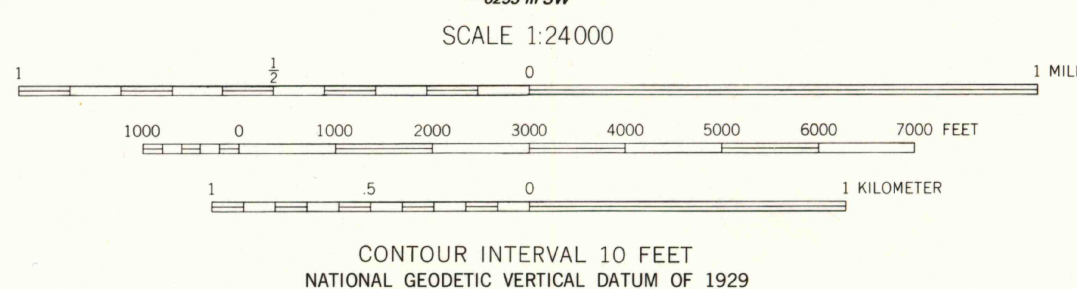 SCALE 1:24000
1 1/2 0 1
1000 0 1000 2000 3000 4000 5000 6000 7000 FEET
1 .5 0 1 KILOMETER
CONTOUR INTERVAL 10 FEET
NATIONAL GEODETIC VERTICAL DATUM OF 1929